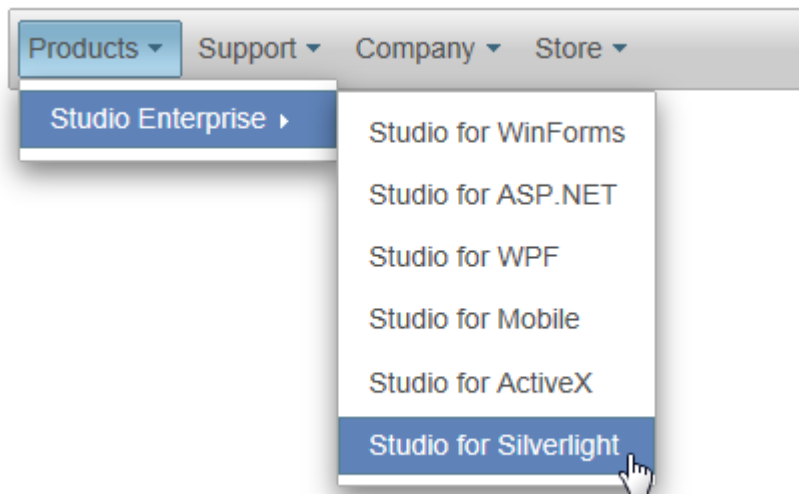 Products Support Company Store
Studio Enterprise
Studio for WinForms
Studio for ASP.NET
Studio for WPF
Studio for Mobile
Studio for ActiveX
Studio for Silverlight